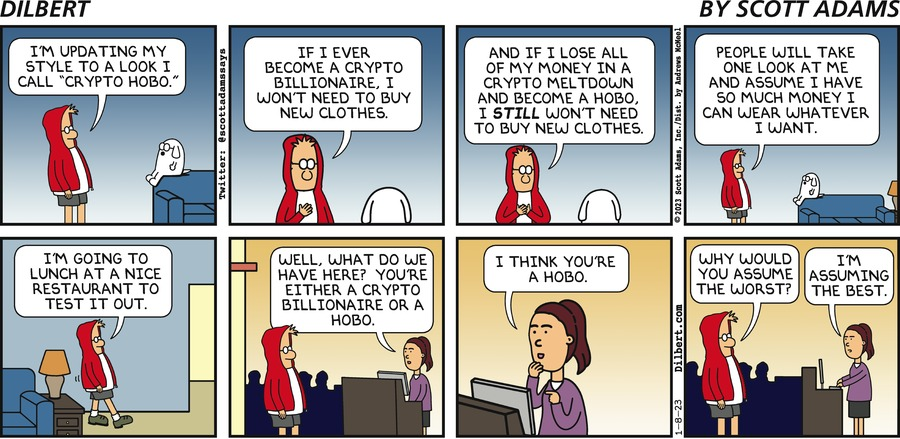 DILBERT
BY SCOTT ADAMS
I'M UPDATING MY
STYLE TO A LOOK I
CALL "CRYPTO HOBO."
Twitter: @scottadamssays
IF I EVER
BECOME A CRYPTO
BILLIONAIRE, I
WON'T NEED TO BUY
NEW CLOTHES.
AND IF I LOSE ALL
OF MY MONEY IN A
CRYPTO MELTDOWN
AND BECOME A HOBO,
I STILL WON'T NEED
TO BUY NEW CLOTHES.
© 2023 Scott Adams, Inc./Dist. by Andrews McMeel
PEOPLE WILL TAKE
ONE LOOK AT ME
AND ASSUME I HAVE
SO MUCH MONEY I
CAN WEAR WHATEVER
I WANT.
I'M GOING TO
LUNCH AT A NICE
RESTAURANT TO
TEST IT OUT.
WELL, WHAT DO WE
HAVE HERE? YOU'RE
EITHER A CRYPTO
BILLIONAIRE OR A
HOBO.
I THINK YOU'RE
A HOBO.
1-8-23 Dilbert.com
WHY WOULD
YOU ASSUME
THE WORST?
I'M
ASSUMING
THE BEST.